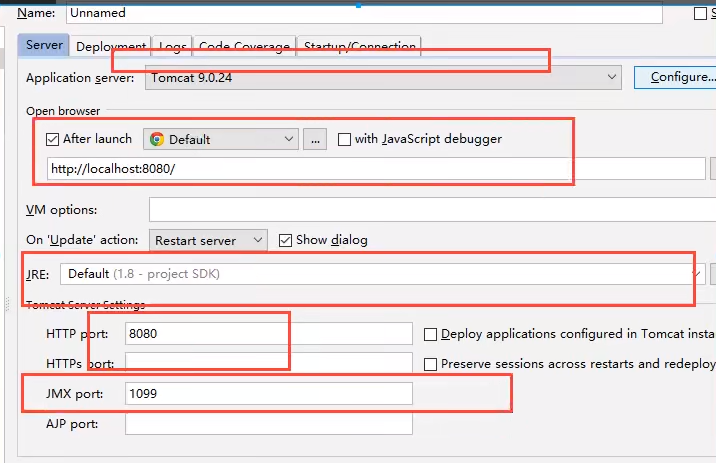 Name: Unnamed S
Server Deployment Logs Code Coverage Startup/Connection
Application server: Tomcat 9.0.24 Configure...
Open browser
After launch Default ... with JavaScript debugger
http://localhost:8080/
VM options:
On 'Update' action: Restart server Show dialog
JRE: Default (1.8 - project SDK)
Tomcat Server Settings
HTTP port: 8080 Deploy applications configured in Tomcat insta
HTTPs port: Preserve sessions across restarts and redeploy
JMX port: 1099
AJP port: